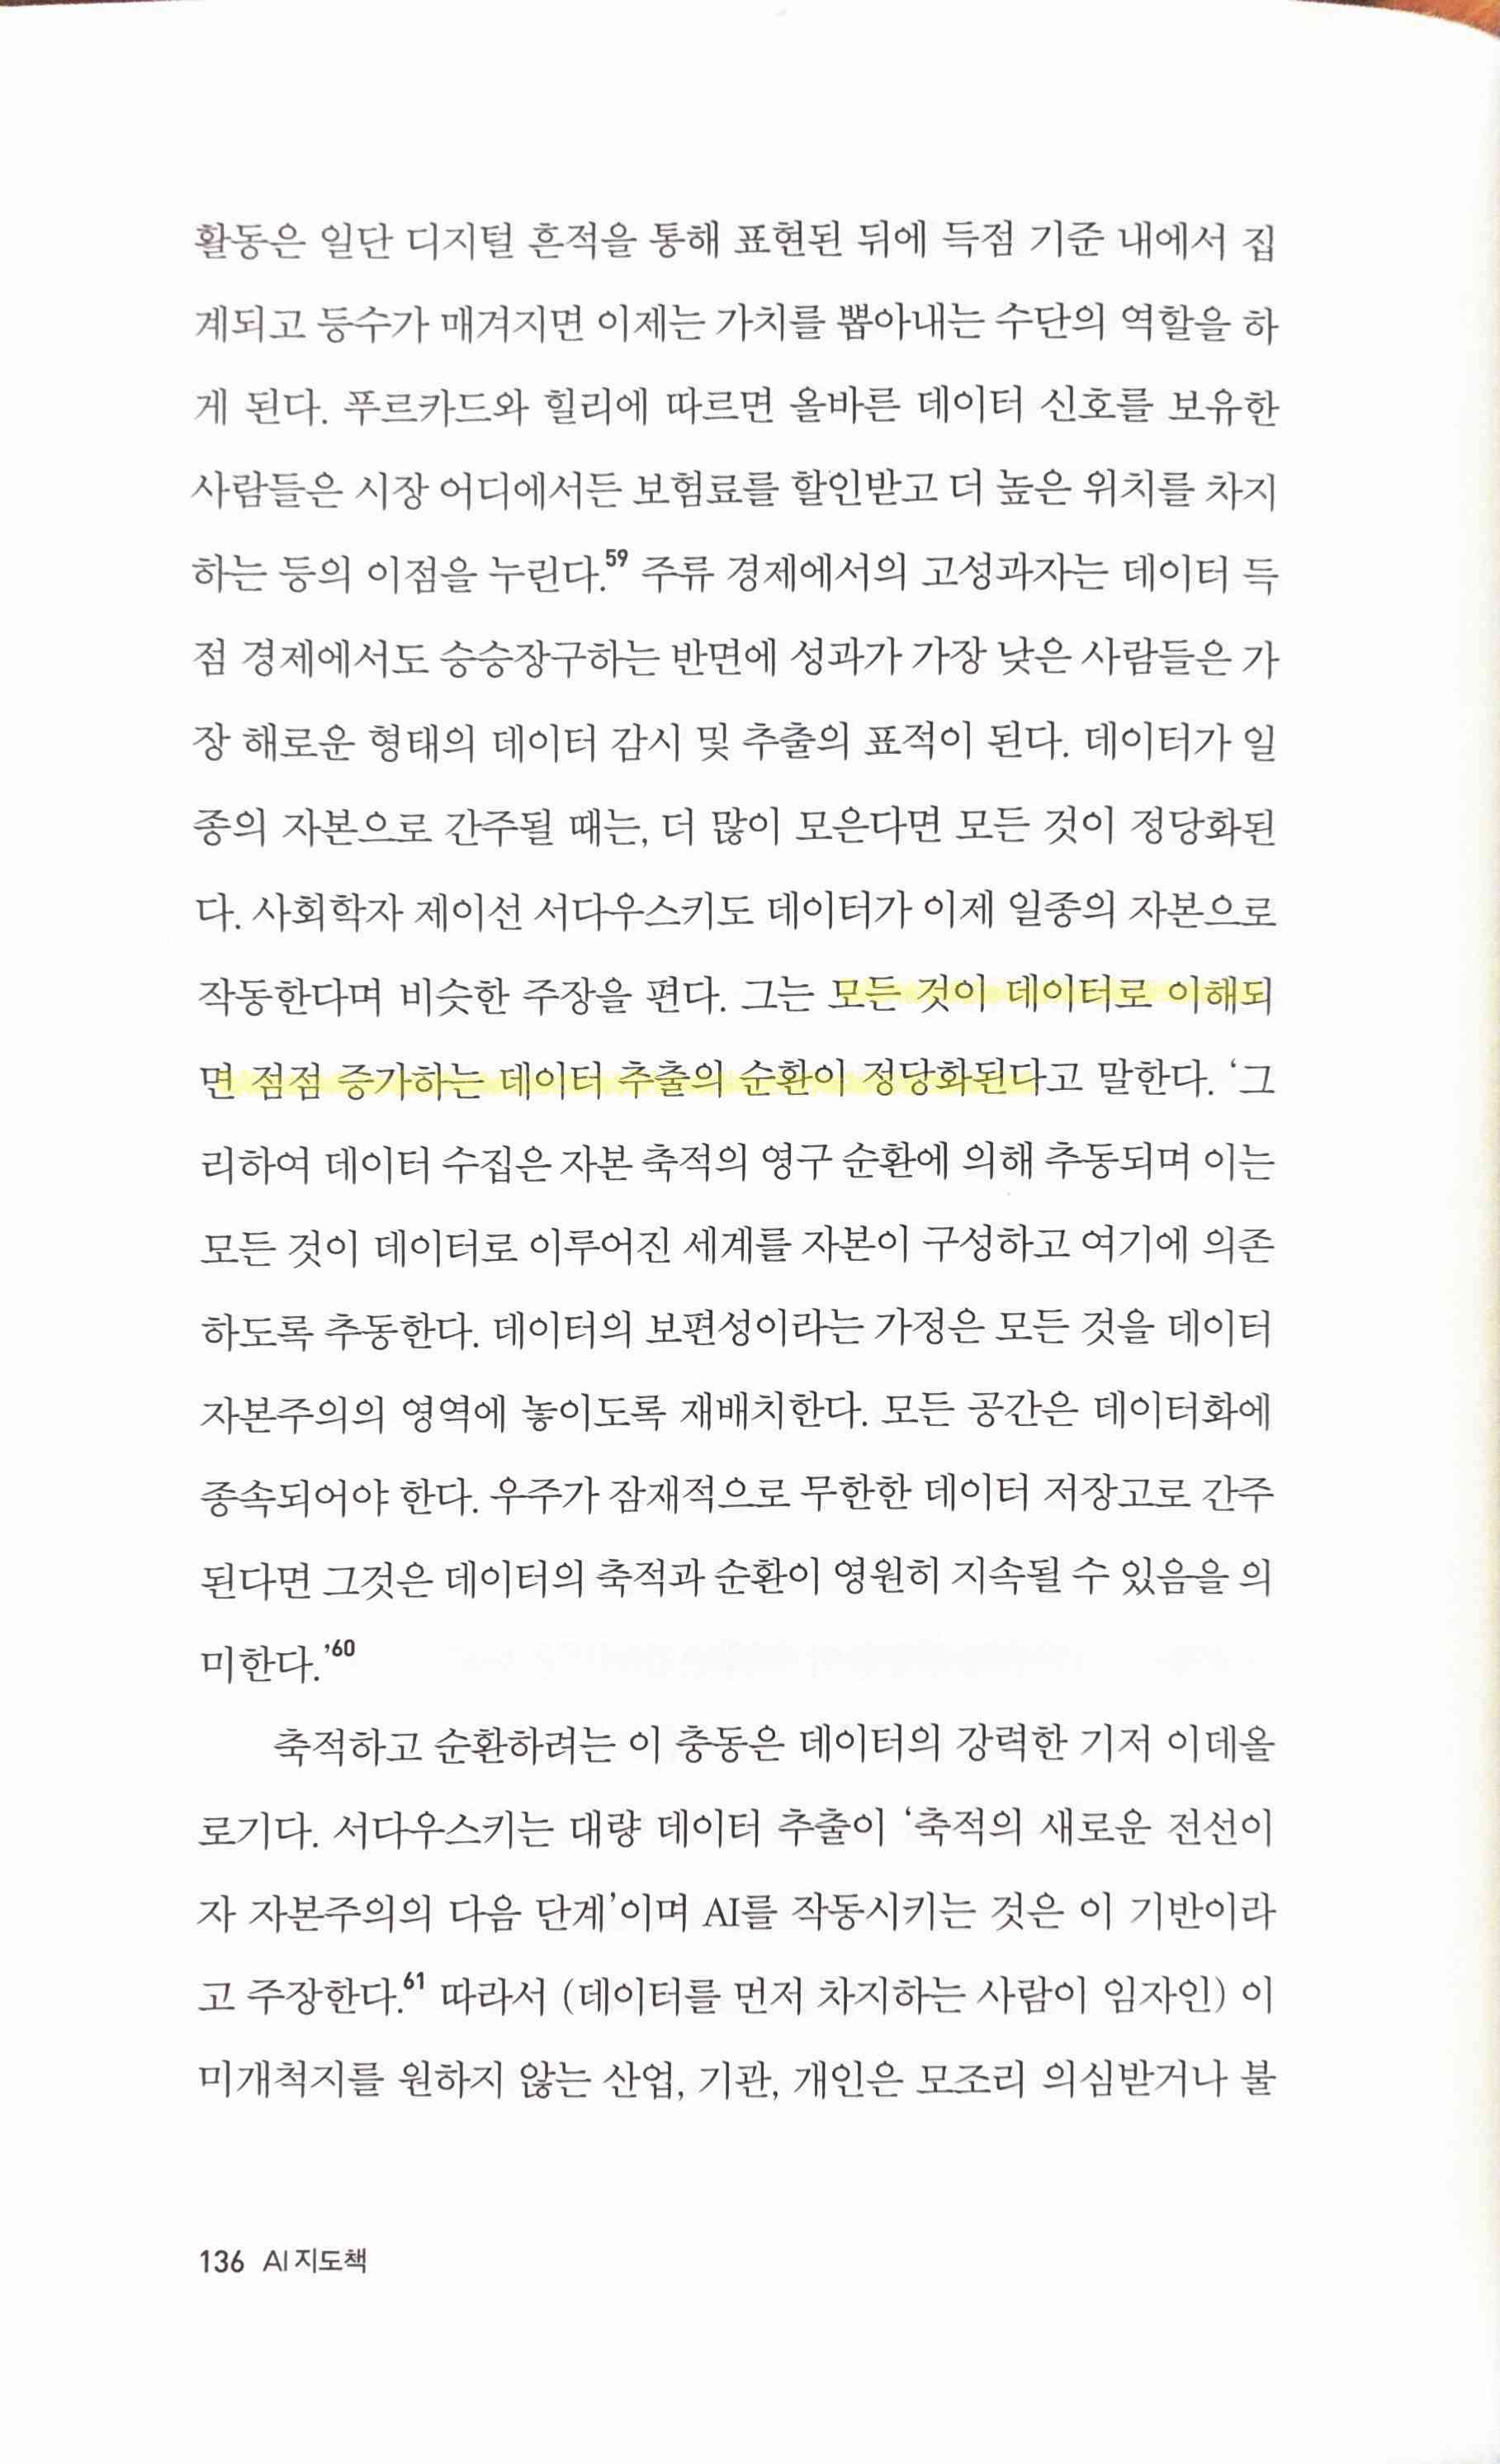 활동은 일단 디지털 흔적을 통해 표현된 뒤에 득점 기준 내에서 집
계되고 등수가 매겨지면 이제는 가치를 뽑아내는 수단의 역할을 하
게 된다. 푸르카드와 힐리에 따르면 올바른 데이터 신호를 보유한
사람들은 시장 어디에서든 보험료를 할인받고 더 높은 위치를 차지
하는 등의 이점을 누린다.59 주류 경제에서의 고성과자는 데이터 득
점 경제에서도 승승장구하는 반면에 성과가 가장 낮은 사람들은 가
장 해로운 형태의 데이터 감시 및 추출의 표적이 된다. 데이터가 일
종의 자본으로 간주될 때는, 더 많이 모은다면 모든 것이 정당화된
다. 사회학자 제이선 서다우스키도 데이터가 이제 일종의 자본으로
작동한다며 비슷한 주장을 편다. 그는 모든 것이 데이터로 이해되
면 점점 증가하는 데이터 추출의 순환이 정당화된다고 말한다. ‘그
리하여 데이터 수집은 자본 축적의 영구 순환에 의해 추동되며 이는
모든 것이 데이터로 이루어진 세계를 자본이 구성하고 여기에 의존
하도록 추동한다. 데이터의 보편성이라는 가정은 모든 것을 데이터
자본주의의 영역에 놓이도록 재배치한다. 모든 공간은 데이터화에
종속되어야 한다. 우주가 잠재적으로 무한한 데이터 저장고로 간주
된다면 그것은 데이터의 축적과 순환이 영원히 지속될 수 있음을 의
미한다.’60
축적하고 순환하려는 이 충동은 데이터의 강력한 기저 이데올
로기다. 서다우스키는 대량 데이터 추출이 ‘축적의 새로운 전선이
자 자본주의의 다음 단계’이며 AI를 작동시키는 것은 이 기반이라
고 주장한다.61 따라서 (데이터를 먼저 차지하는 사람이 임자인) 이
미개척지를 원하지 않는 산업, 기관, 개인은 모조리 의심받거나 불
136 AI 지도책